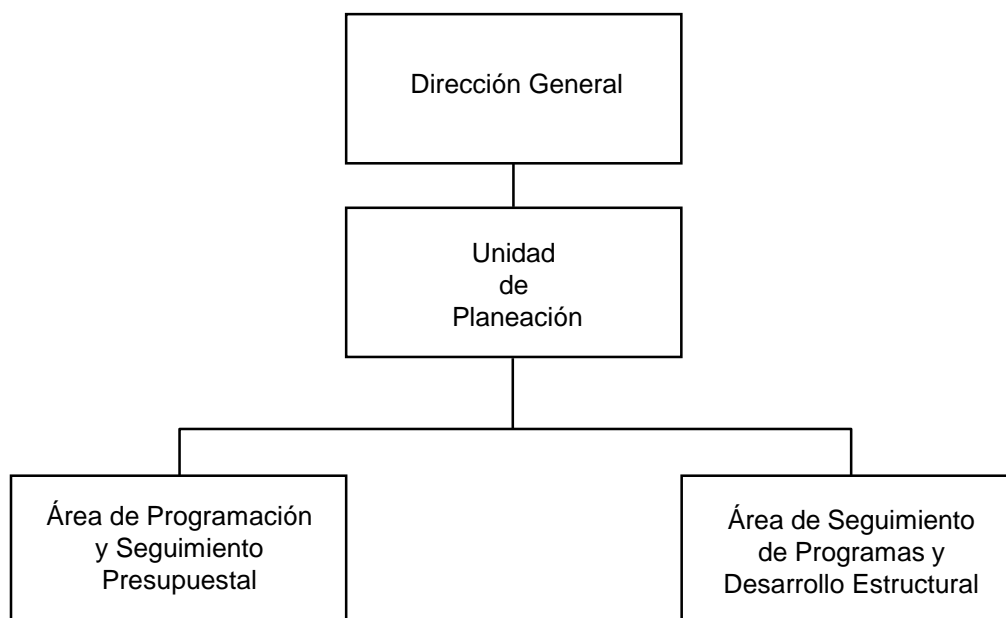 Dirección General
Unidad
de
Planeación
Área de Programación
y Seguimiento
Presupuestal
Área de Seguimiento
de Programas y
Desarrollo Estructural